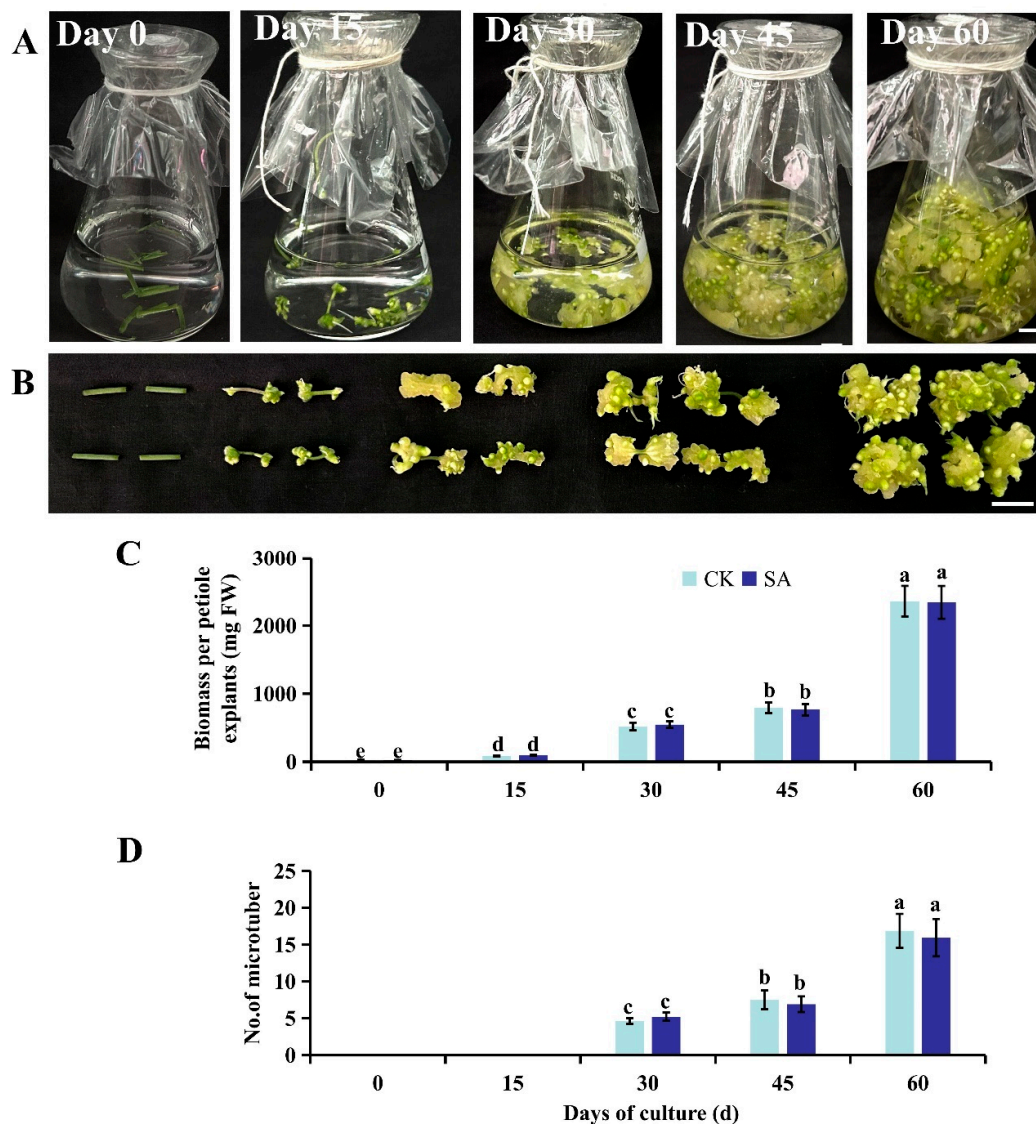 A
Day 0
Day 15
Day 30
Day 45
Day 60
B
C
Biomass per petiole
explants (mg FW)
3000
2000
1000
0
CK
SA
e
e
d
d
c
c
b
b
a
a
0
15
30
45
60
D
No.of microtuber
25
20
15
10
5
0
c
c
b
b
a
a
0
15
30
45
60
Days of culture (d)